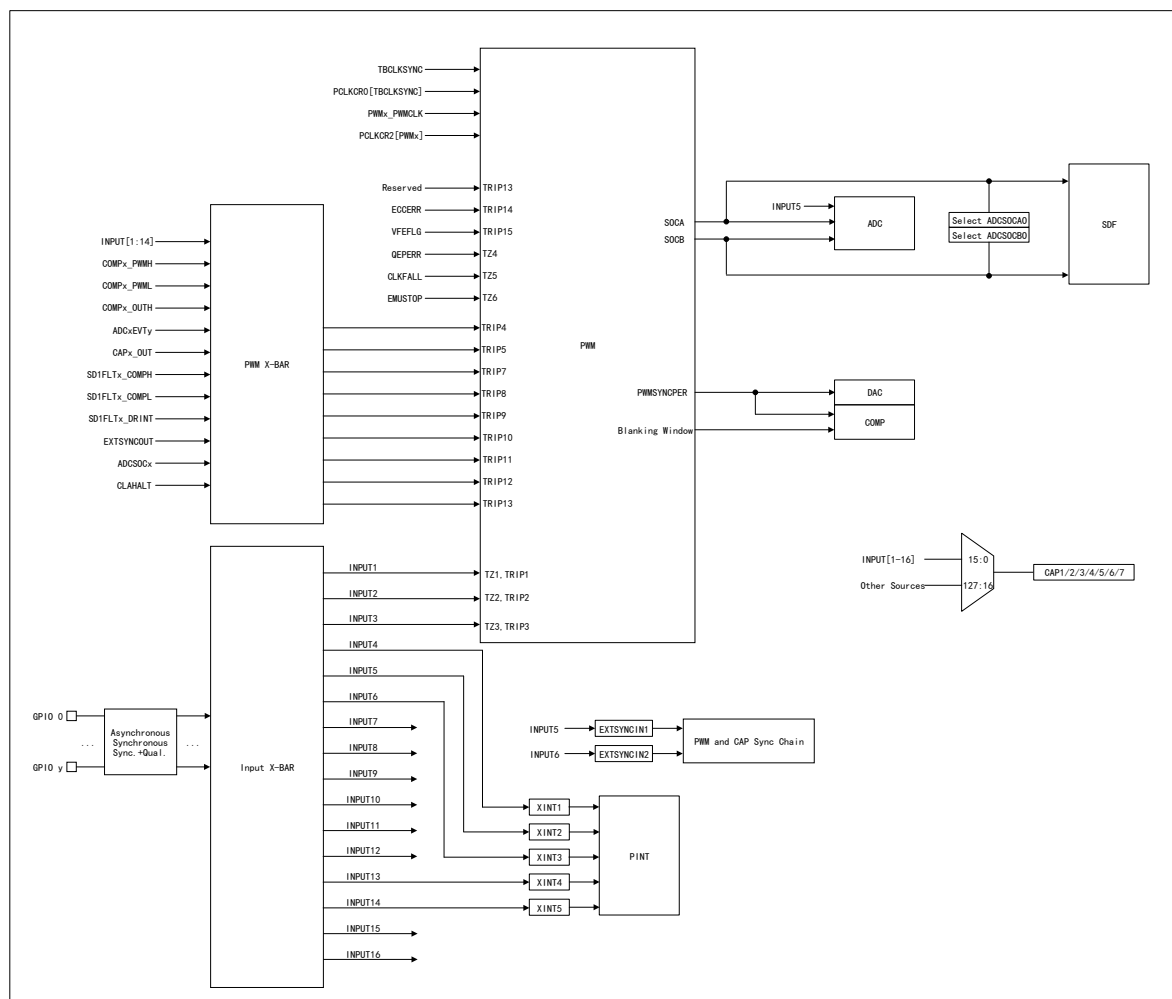 TBCLKSYNC
PCLKCR0[TBCLKSYNC]
PWMx_PWMCLK
PCLKCR2[PWMx]
Reserved
TRIP13
ECCERR
TRIP14
VFEFLG
TRIP15
QEPERR
TZ4
CLKFALL
TZ5
EMUSTOP
TZ6
TRIP4
TRIP5
TRIP7
TRIP8
TRIP9
TRIP10
TRIP11
TRIP12
TRIP13
PWM
INPUT[1:14]
COMPx_PWMH
COMPx_PWML
COMPx_OUTH
ADCxEVTy
CAPx_OUT
SD1FLTx_COMPH
SD1FLTx_COMPL
SD1FLTx_DRINT
EXTSYNCOUT
ADCSOCx
CLAHALT
PWM X-BAR
SOCA
SOCB
INPUT5
ADC
Select ADCSOCAO
Select ADCSOCBO
SDF
PWMSYNCPER
Blanking Window
DAC
COMP
INPUT[1-16]
Other Sources
15:0
127:16
CAP1/2/3/4/5/6/7
TZ1,TRIP1
TZ2,TRIP2
TZ3,TRIP3
INPUT1
INPUT2
INPUT3
INPUT4
INPUT5
INPUT6
INPUT7
INPUT8
INPUT9
INPUT10
INPUT11
INPUT12
INPUT13
INPUT14
INPUT15
INPUT16
GPIO 0
...
GPIO y
Asynchronous
Synchronous
Sync.+Qual.
...
Input X-BAR
INPUT5
EXTSYNCIN1
INPUT6
EXTSYNCIN2
PWM and CAP Sync Chain
XINT1
XINT2
XINT3
XINT4
XINT5
PINT